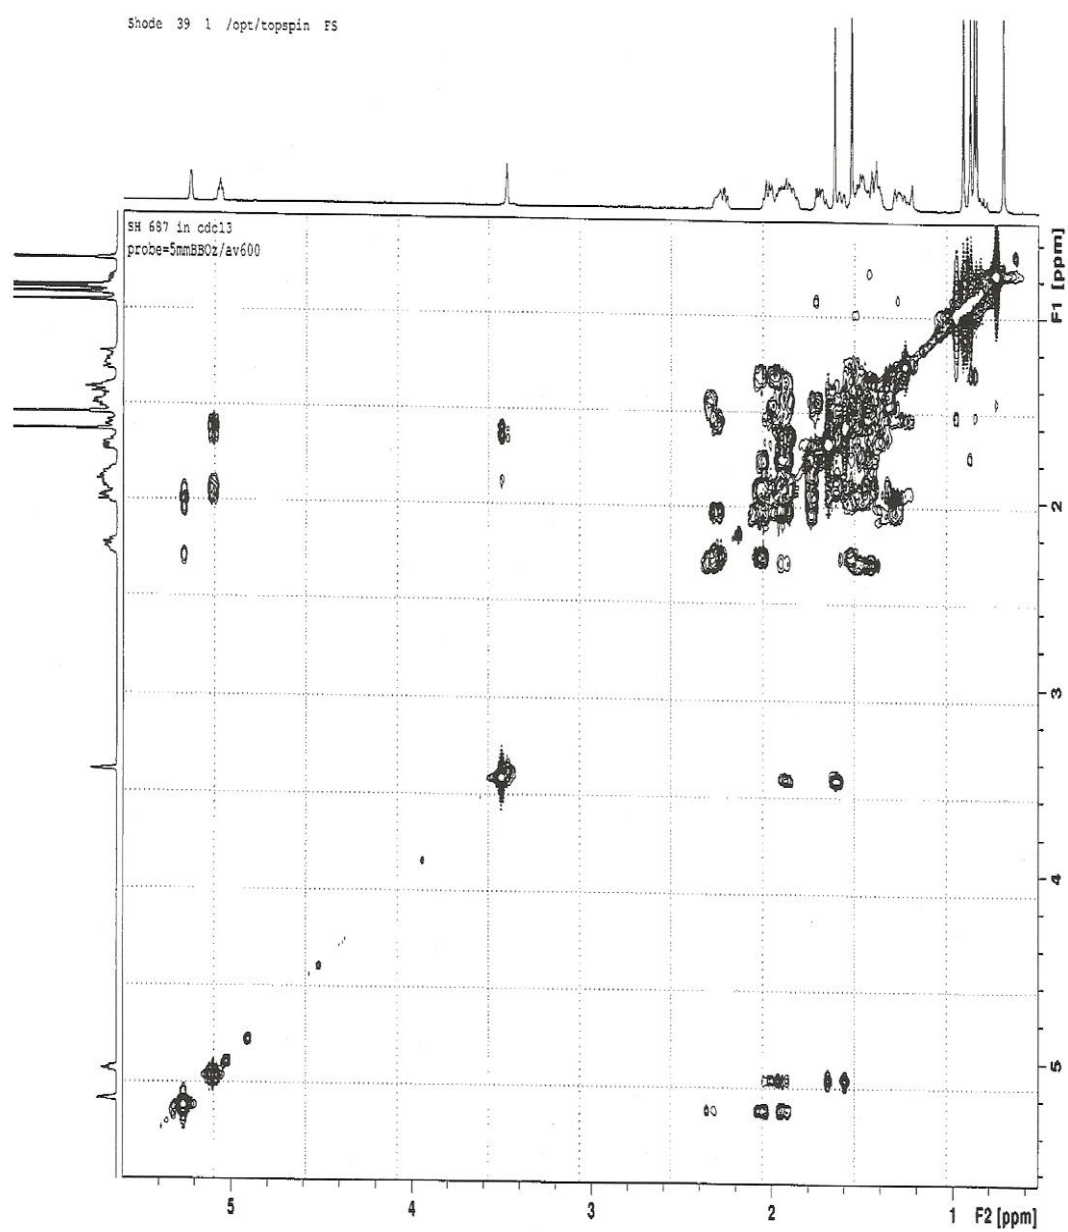 Shode 39 1 /opt/topspin FS
SH 687 in cdcl3
probe=5mmBBOz/av600
F1 [ppm]
1
2
3
4
5
5 4 3 2 1 F2 [ppm]